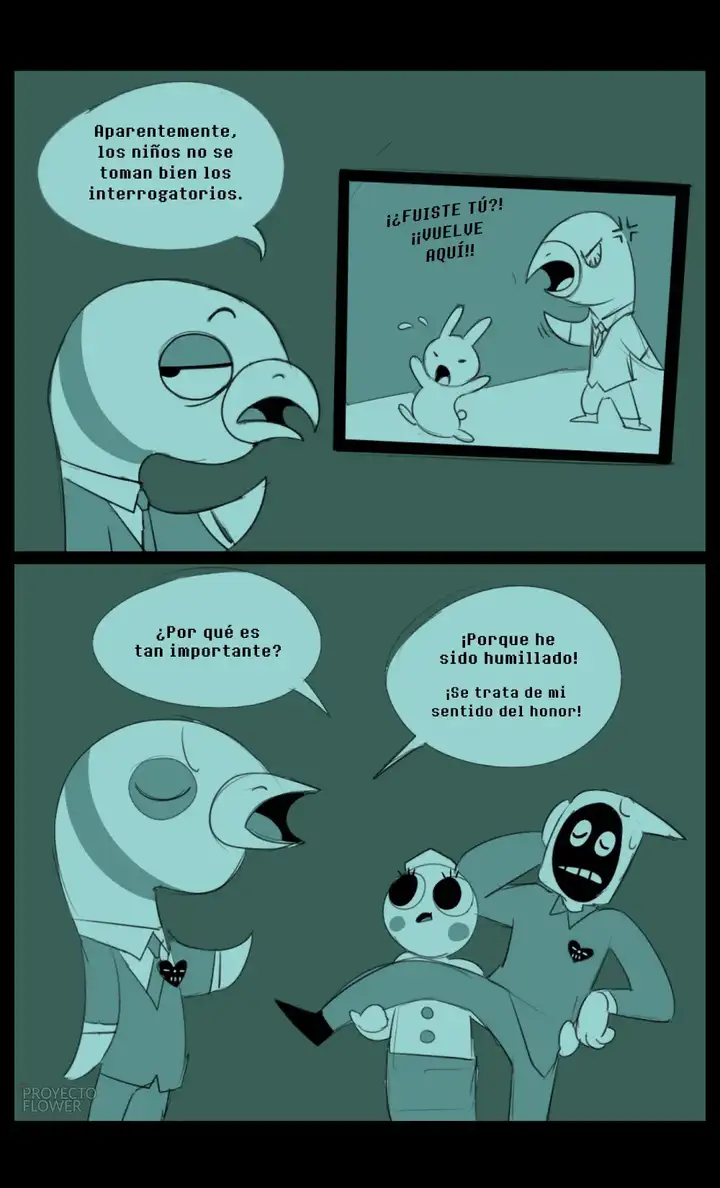 Aparentemente,
los niños no se
toman bien los
interrogatorios.
¡¿FUISTE TÚ?!
¡¡VUELVE
AQUÍ!!
¿Por qué es
tan importante?
¡Porque he
sido humillado!
¡Se trata de mi
sentido del honor!
PROYECTO
FLOWER